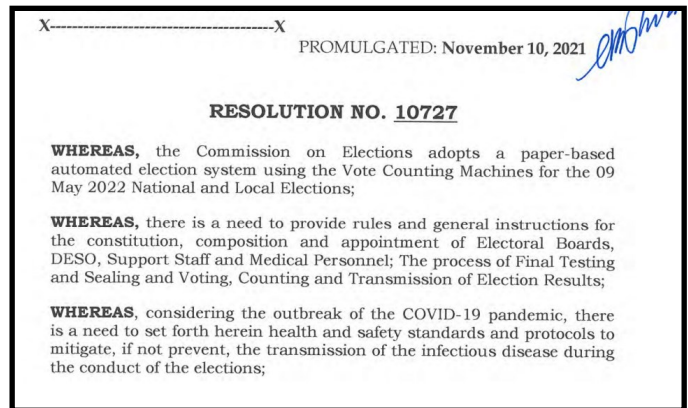 X-----------------------------------------X
PROMULGATED: November 10, 2021
RESOLUTION NO. 10727
WHEREAS, the Commission on Elections adopts a paper-based
automated election system using the Vote Counting Machines for the 09
May 2022 National and Local Elections;
WHEREAS, there is a need to provide rules and general instructions for
the constitution, composition and appointment of Electoral Boards,
DESO, Support Staff and Medical Personnel; The process of Final Testing
and Sealing and Voting, Counting and Transmission of Election Results;
WHEREAS, considering the outbreak of the COVID-19 pandemic, there
is a need to set forth herein health and safety standards and protocols to
mitigate, if not prevent, the transmission of the infectious disease during
the conduct of the elections;